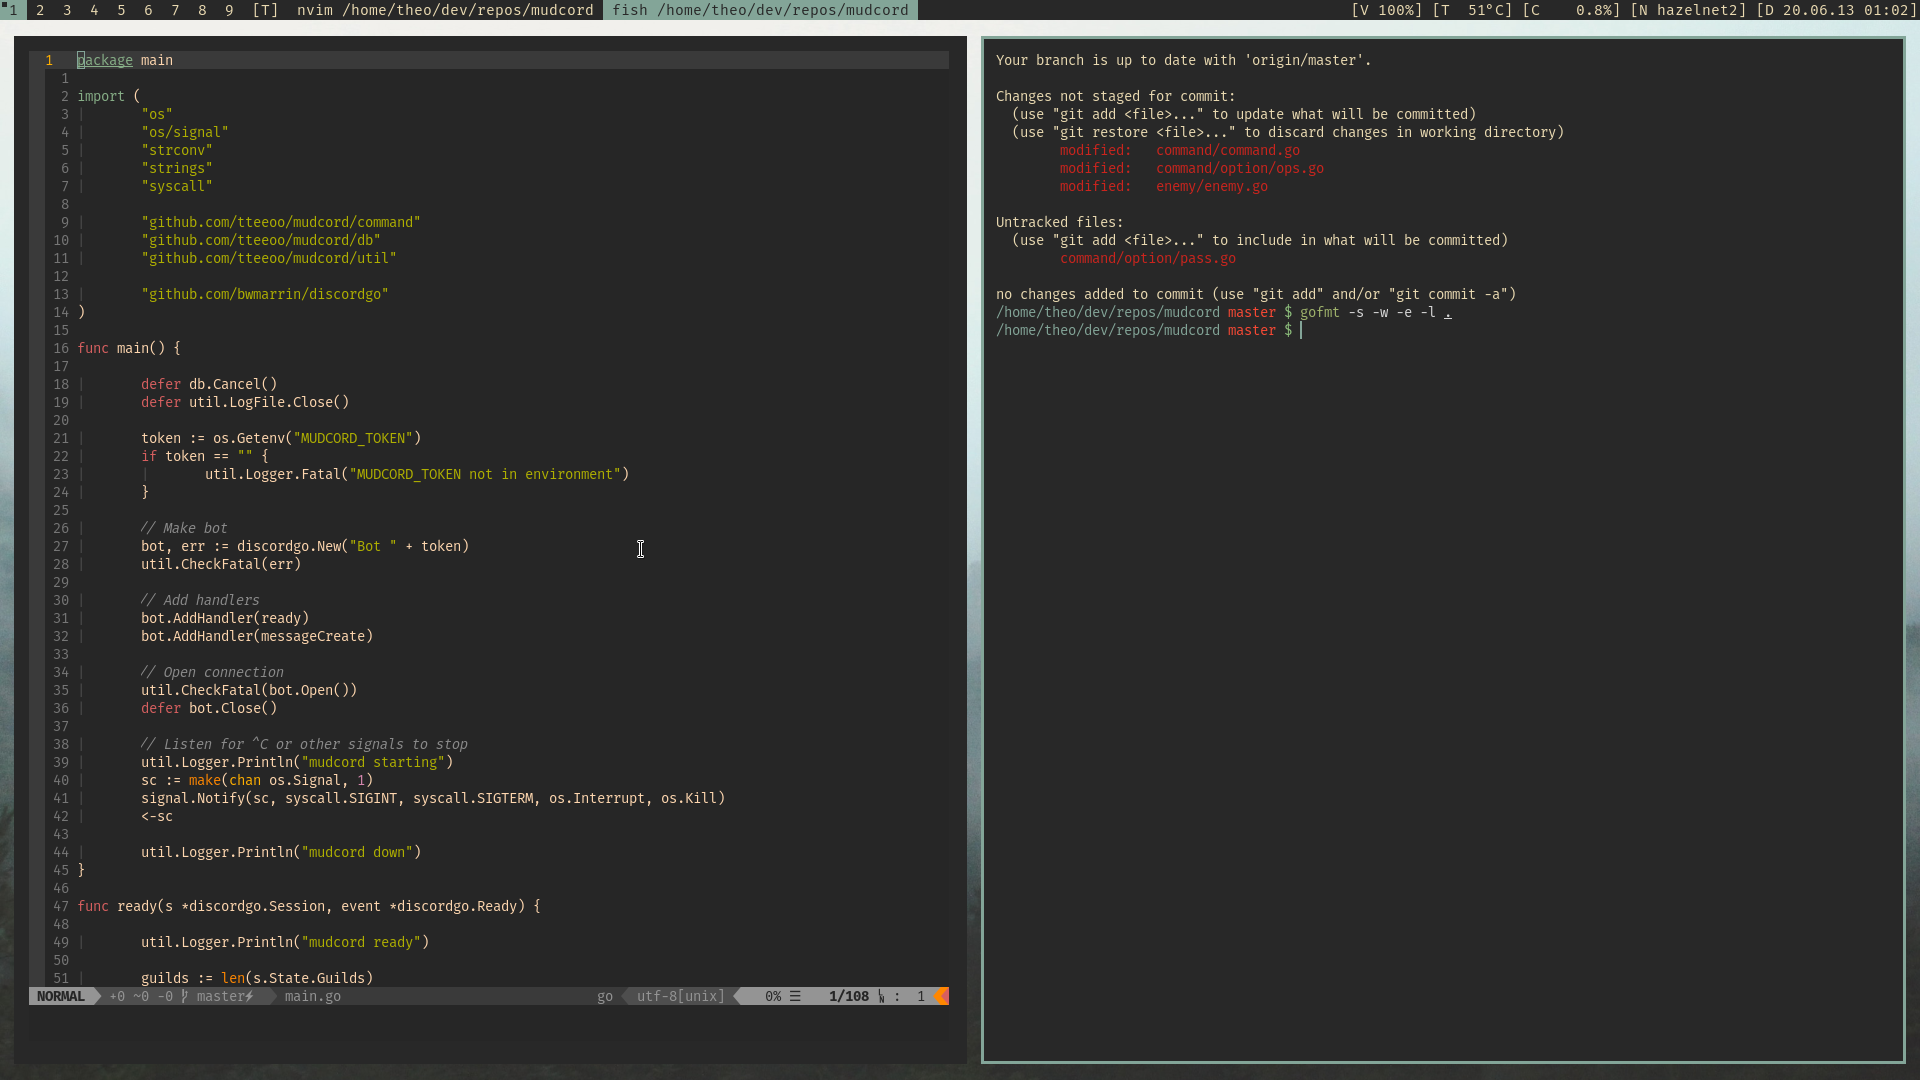 1 2 3 4 5 6 7 8 9 [T] nvim /home/theo/dev/repos/mudcord fish /home/theo/dev/repos/mudcord [V 100%] [T 51°C] [C 0.8%] [N hazelnet2] [D 20.06.13 01:02]
1 package main
1
2 import (
3 "os"
4 "os/signal"
5 "strconv"
6 "strings"
7 "syscall"
8
9 "github.com/tteeoo/mudcord/command"
10 "github.com/tteeoo/mudcord/db"
11 "github.com/tteeoo/mudcord/util"
12
13 "github.com/bwmarrin/discordgo"
14 )
15
16 func main() {
17
18 defer db.Cancel()
19 defer util.LogFile.Close()
20
21 token := os.Getenv("MUDCORD_TOKEN")
22 if token == "" {
23 util.Logger.Fatal("MUDCORD_TOKEN not in environment")
24 }
25
26 // Make bot
27 bot, err := discordgo.New("Bot " + token)
28 util.CheckFatal(err)
29
30 // Add handlers
31 bot.AddHandler(ready)
32 bot.AddHandler(messageCreate)
33
34 // Open connection
35 util.CheckFatal(bot.Open())
36 defer bot.Close()
37
38 // Listen for ^C or other signals to stop
39 util.Logger.Println("mudcord starting")
40 sc := make(chan os.Signal, 1)
41 signal.Notify(sc, syscall.SIGINT, syscall.SIGTERM, os.Interrupt, os.Kill)
42 <-sc
43
44 util.Logger.Println("mudcord down")
45 }
46
47 func ready(s *discordgo.Session, event *discordgo.Ready) {
48
49 util.Logger.Println("mudcord ready")
50
51 guilds := len(s.State.Guilds)
NORMAL +0 ~0 -0 master⚡ main.go go utf-8[unix] 0% ☰ 1/108 : 1
Your branch is up to date with 'origin/master'.
Changes not staged for commit:
(use "git add <file>..." to update what will be committed)
(use "git restore <file>..." to discard changes in working directory)
modified: command/command.go
modified: command/option/ops.go
modified: enemy/enemy.go
Untracked files:
(use "git add <file>..." to include in what will be committed)
command/option/pass.go
no changes added to commit (use "git add" and/or "git commit -a")
/home/theo/dev/repos/mudcord master $ gofmt -s -w -e -l .
/home/theo/dev/repos/mudcord master $